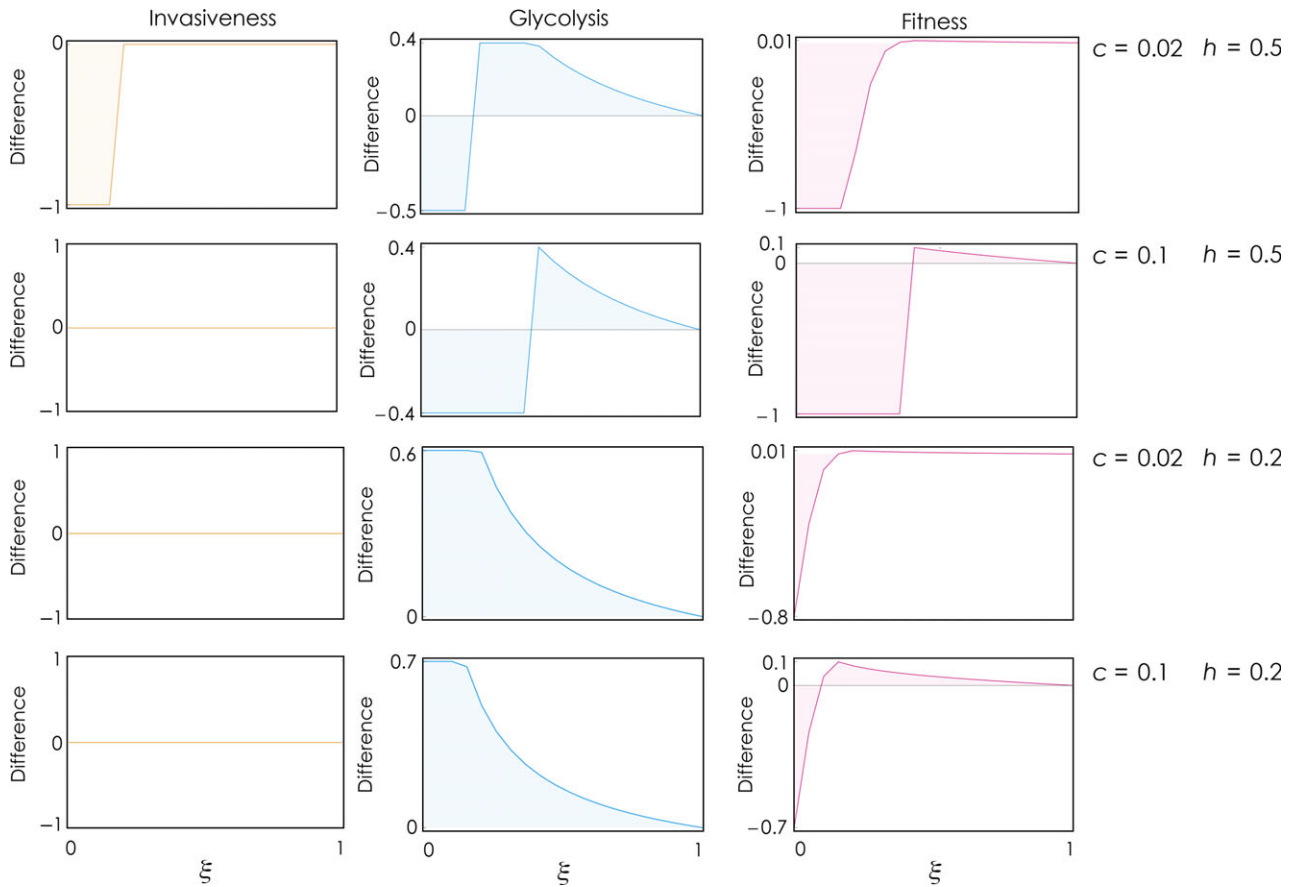 Invasiveness Glycolysis Fitness
0 0.4 0.01 c = 0.02 h = 0.5
Difference Difference Difference
0
−1 −0.5 −1
1 0.4 0.1 c = 0.1 h = 0.5
0
Difference Difference Difference
0 0
−1 −0.4 −1
1 0.6 0.01 c = 0.02 h = 0.2
Difference Difference Difference
0
−1 0 −0.8
1 0.7 0.1 c = 0.1 h = 0.2
0
Difference Difference Difference
0
−1 0 −0.7
0 1 0 1 0 1
ξ ξ ξ